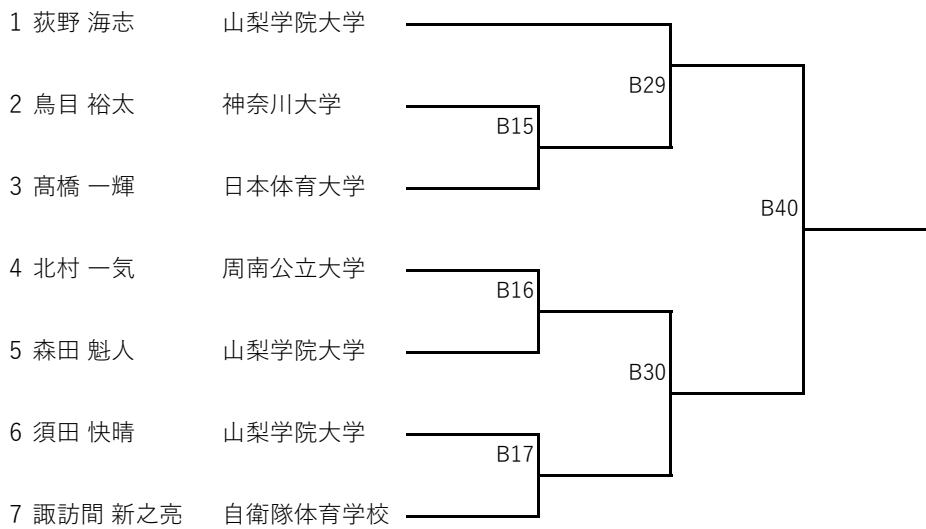 1 荻野 海志 山梨学院大学
B29
2 鳥目 裕太 神奈川大学
B15
3 髙橋 一輝 日本体育大学
B40
4 北村 一気 周南公立大学
B16
5 森田 魁人 山梨学院大学
B30
6 須田 快晴 山梨学院大学
B17
7 諏訪間 新之亮 自衛隊体育学校